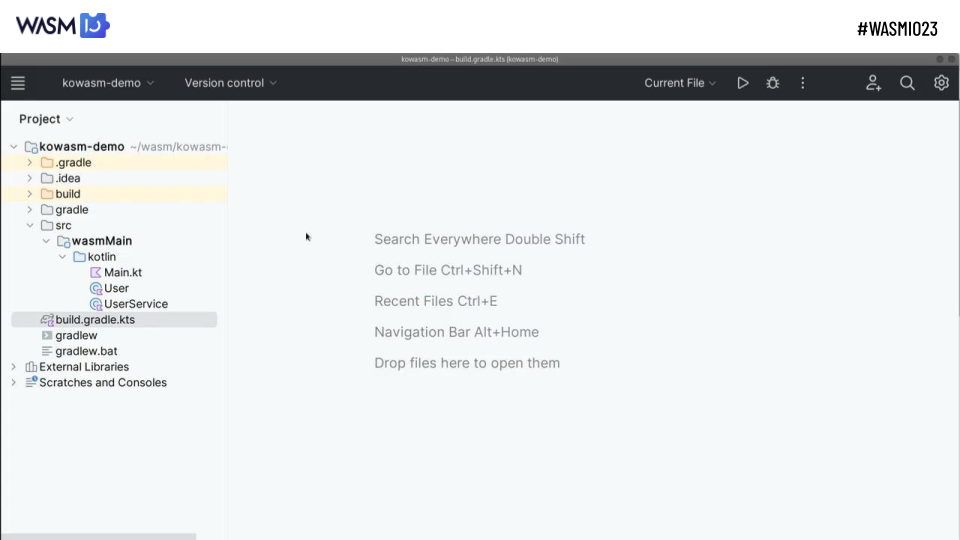 WASM IO
#WASMIO23
kowasm-demo – build.gradle.kts (kowasm-demo)
kowasm-demo
Version control
Current File
Project
kowasm-demo ~/wasm/kowasm-
.gradle
.idea
build
gradle
src
wasmMain
kotlin
Main.kt
User
UserService
build.gradle.kts
gradlew
gradlew.bat
External Libraries
Scratches and Consoles
Search Everywhere Double Shift
Go to File Ctrl+Shift+N
Recent Files Ctrl+E
Navigation Bar Alt+Home
Drop files here to open them